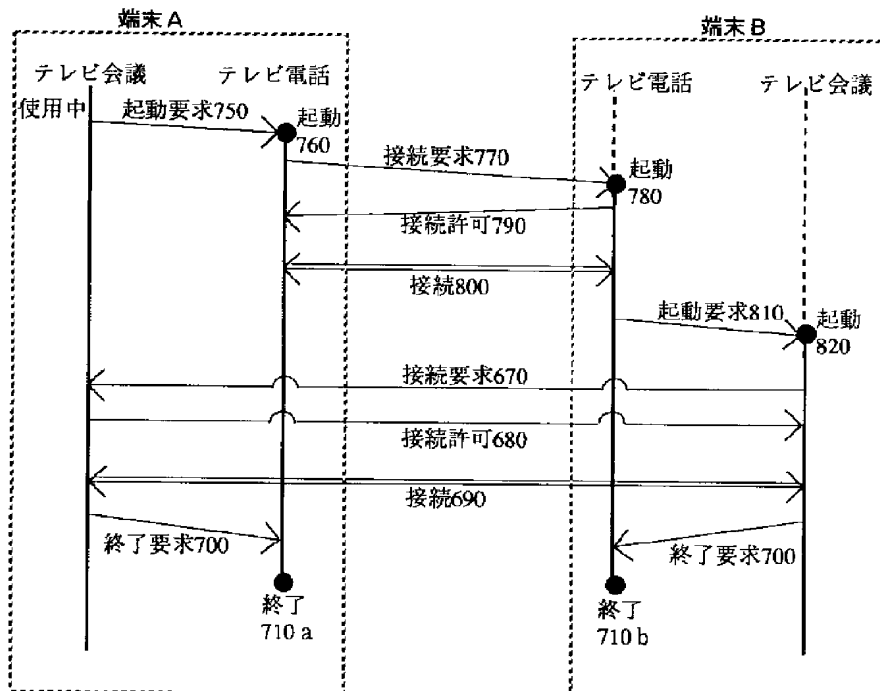 端末A
端末B
テレビ会議
テレビ電話
テレビ電話
テレビ会議
使用中
起動要求750
起動
760
接続要求770
起動
780
接続許可790
接続800
起動要求810
起動
820
接続要求670
接続許可680
接続690
終了要求700
終了要求700
終了
710 a
終了
710 b